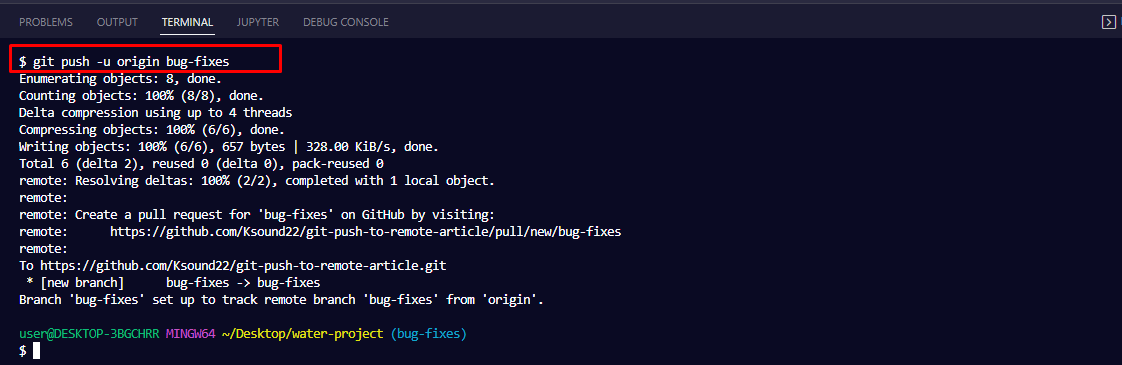 PROBLEMS OUTPUT TERMINAL JUPYTER DEBUG CONSOLE
$ git push -u origin bug-fixes
Enumerating objects: 8, done.
Counting objects: 100% (8/8), done.
Delta compression using up to 4 threads
Compressing objects: 100% (6/6), done.
Writing objects: 100% (6/6), 657 bytes | 328.00 KiB/s, done.
Total 6 (delta 2), reused 0 (delta 0), pack-reused 0
remote: Resolving deltas: 100% (2/2), completed with 1 local object.
remote:
remote: Create a pull request for 'bug-fixes' on GitHub by visiting:
remote:      https://github.com/Ksound22/git-push-to-remote-article/pull/new/bug-fixes
remote:
To https://github.com/Ksound22/git-push-to-remote-article.git
 * [new branch]      bug-fixes -> bug-fixes
Branch 'bug-fixes' set up to track remote branch 'bug-fixes' from 'origin'.
user@DESKTOP-3BGCHRR MINGW64 ~/Desktop/water-project (bug-fixes)
$